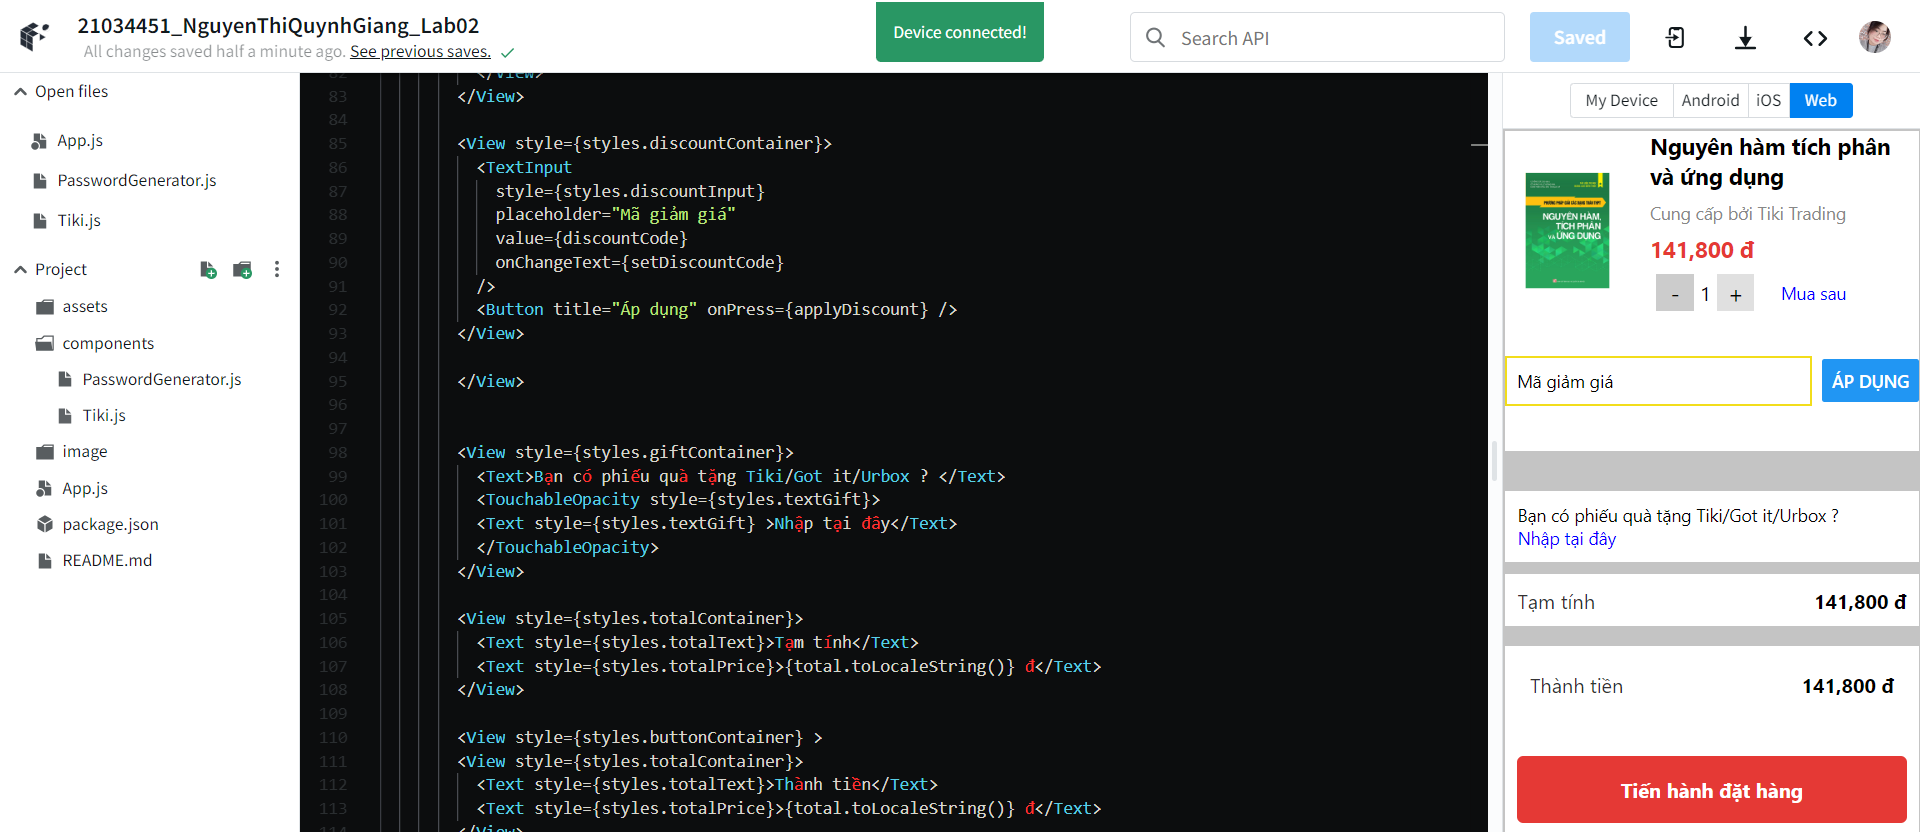 21034451_NguyenThiQuynhGiang_Lab02
All changes saved half a minute ago. See previous saves.
Device connected!
Search API
Saved
Open files
App.js
PasswordGenerator.js
Tiki.js
Project
assets
components
PasswordGenerator.js
Tiki.js
image
App.js
package.json
README.md
82 </View>
83 </View>
84
85 <View style={styles.discountContainer}>
86 <TextInput
87 style={styles.discountInput}
88 placeholder="Mã giảm giá"
89 value={discountCode}
90 onChangeText={setDiscountCode}
91 />
92 <Button title="Áp dụng" onPress={applyDiscount} />
93 </View>
94
95 </View>
96
97
98 <View style={styles.giftContainer}>
99 <Text>Bạn có phiếu quà tặng Tiki/Got it/Urbox ? </Text>
100 <TouchableOpacity style={styles.textGift}>
101 <Text style={styles.textGift} >Nhập tại đây</Text>
102 </TouchableOpacity>
103 </View>
104
105 <View style={styles.totalContainer}>
106 <Text style={styles.totalText}>Tạm tính</Text>
107 <Text style={styles.totalPrice}>{total.toLocaleString()} đ</Text>
108 </View>
109
110 <View style={styles.buttonContainer} >
111 <View style={styles.totalContainer}>
112 <Text style={styles.totalText}>Thành tiền</Text>
113 <Text style={styles.totalPrice}>{total.toLocaleString()} đ</Text>
114 </View>
My Device Android iOS Web
NGUYÊN HÀM,
TÍCH PHÂN
VÀ ỨNG DỤNG
Nguyên hàm tích phân
và ứng dụng
Cung cấp bởi Tiki Trading
141,800 đ
- 1 + Mua sau
Mã giảm giá ÁP DỤNG
Bạn có phiếu quà tặng Tiki/Got it/Urbox ?
Nhập tại đây
Tạm tính 141,800 đ
Thành tiền 141,800 đ
Tiến hành đặt hàng